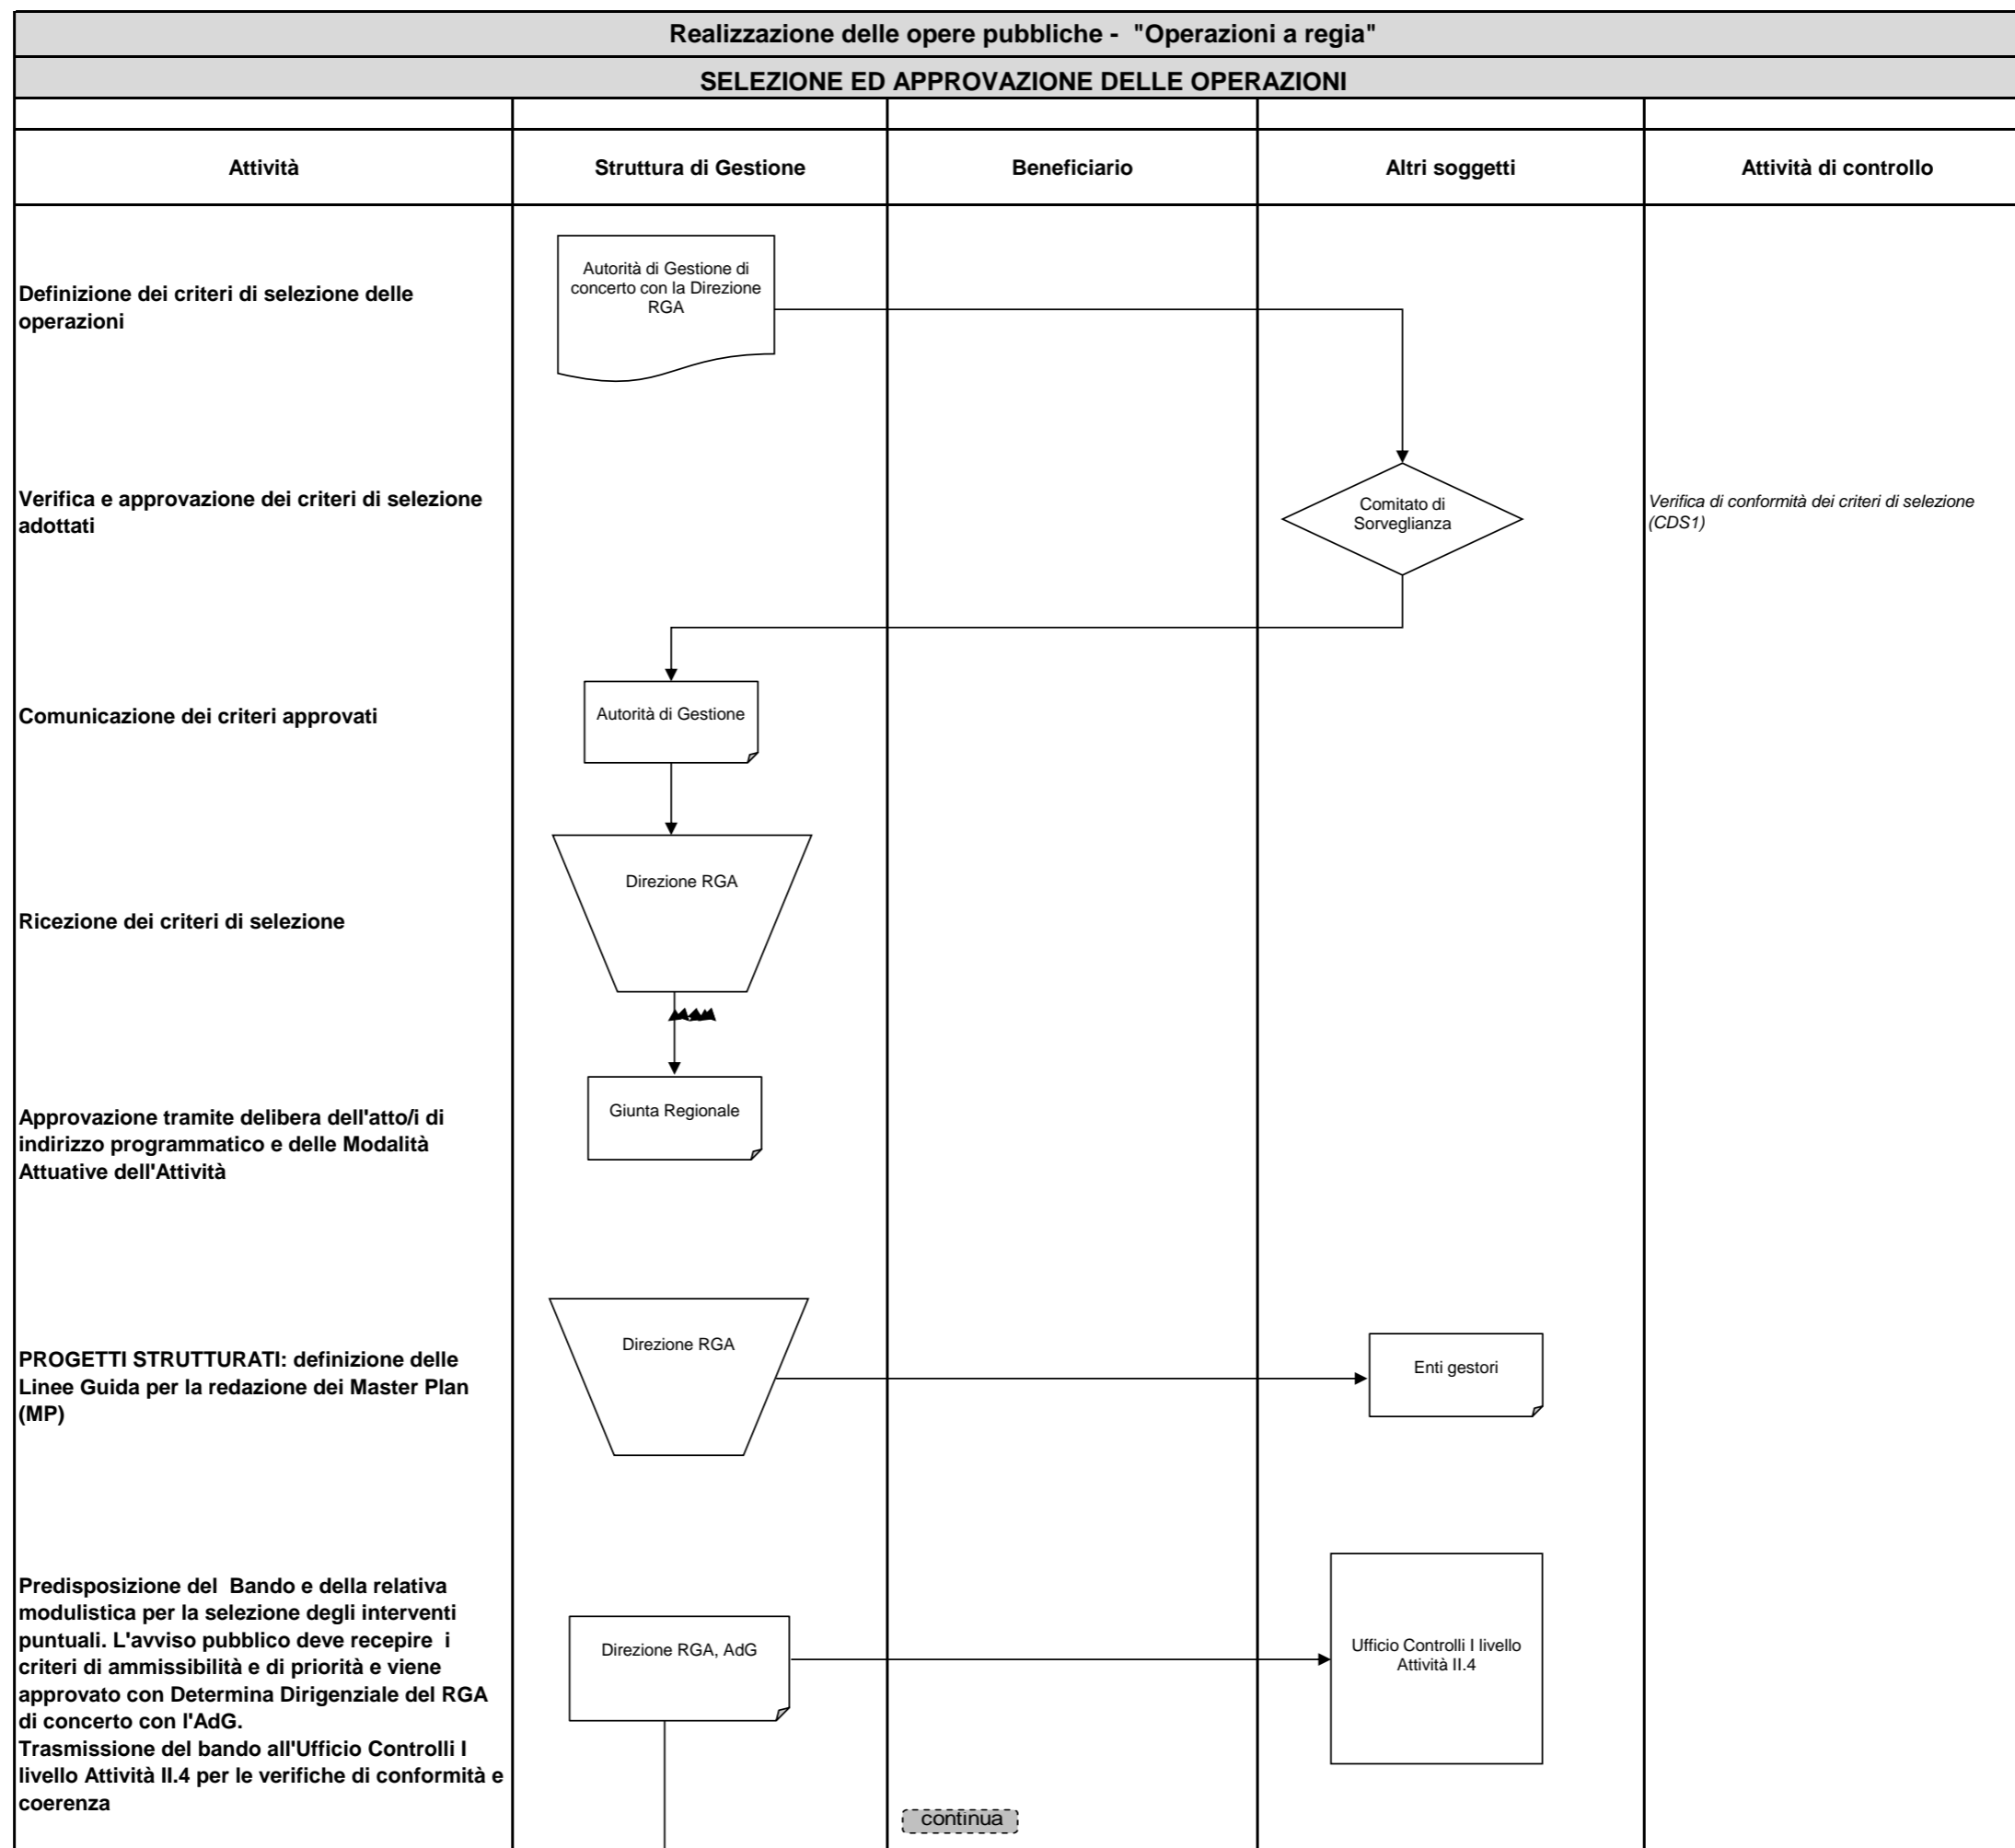 Realizzazione delle opere pubbliche -  "Operazioni a regia"
SELEZIONE ED APPROVAZIONE DELLE OPERAZIONI
Attività
Struttura di Gestione
Beneficiario
Altri soggetti
Attività di controllo
Definizione dei criteri di selezione delle
operazioni
Autorità di Gestione di
concerto con la Direzione
RGA
Verifica e approvazione dei criteri di selezione
adottati
Comitato di
Sorveglianza
Verifica di conformità dei criteri di selezione
(CDS1)
Comunicazione dei criteri approvati
Autorità di Gestione
Ricezione dei criteri di selezione
Direzione RGA
Approvazione tramite delibera dell'atto/i di
indirizzo programmatico e delle Modalità
Attuative dell'Attività
Giunta Regionale
PROGETTI STRUTTURATI: definizione delle
Linee Guida per la redazione dei Master Plan
(MP)
Direzione RGA
Enti gestori
Predisposizione del  Bando e della relativa
modulistica per la selezione degli interventi
puntuali. L'avviso pubblico deve recepire  i
criteri di ammissibilità e di priorità e viene
approvato con Determina Dirigenziale del RGA
di concerto con l'AdG.
Trasmissione del bando all'Ufficio Controlli I
livello Attività II.4 per le verifiche di conformità e
coerenza
Direzione RGA, AdG
Ufficio Controlli I livello
Attività II.4
continua